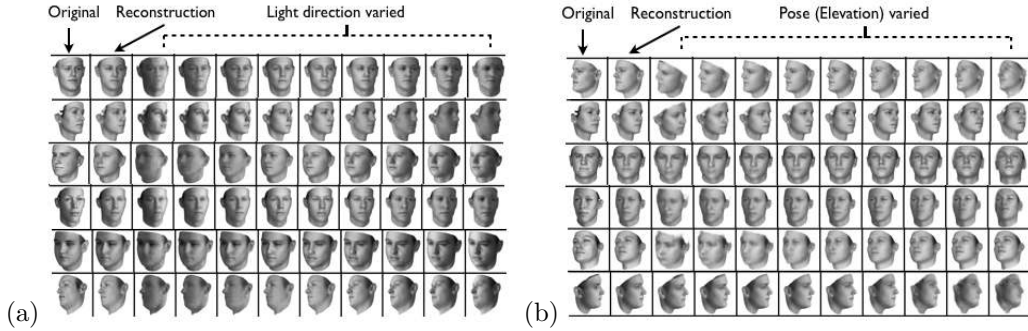 Original Reconstruction Light direction varied
(a)
Original Reconstruction Pose (Elevation) varied
(b)